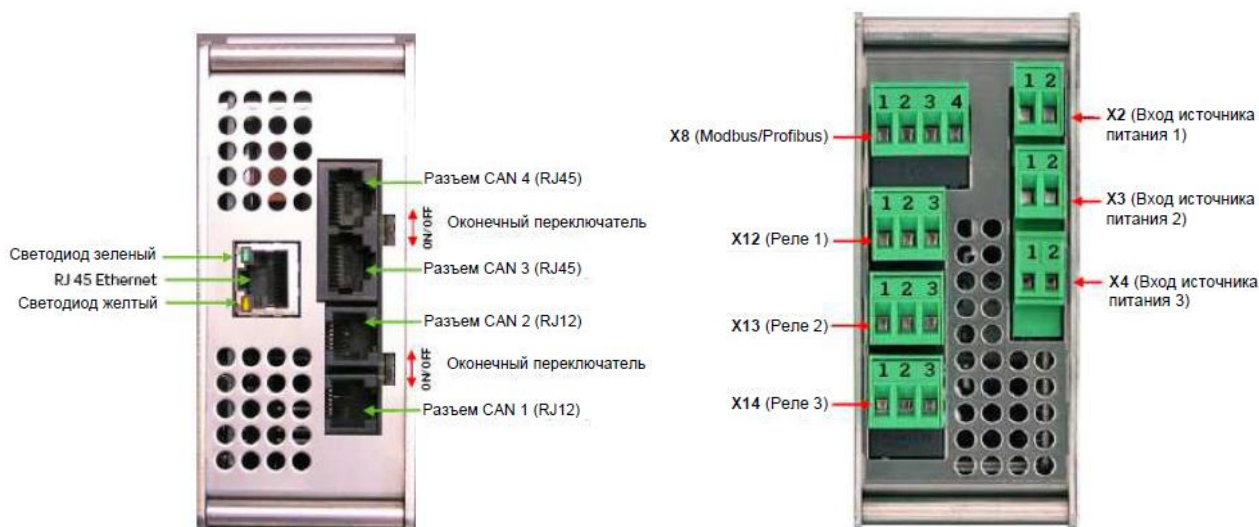 Разъем CAN 4 (RJ45)
ON/OFF
Оконечный переключатель
Разъем CAN 3 (RJ45)
Светодиод зеленый
RJ 45 Ethernet
Светодиод желтый
Разъем CAN 2 (RJ12)
ON/OFF
Оконечный переключатель
Разъем CAN 1 (RJ12)
X8 (Modbus/Profibus)
1 2 3 4
X12 (Реле 1)
1 2 3
X13 (Реле 2)
1 2 3
X14 (Реле 3)
1 2 3
1 2
X2 (Вход источника
питания 1)
1 2
X3 (Вход источника
питания 2)
1 2
X4 (Вход источника
питания 3)